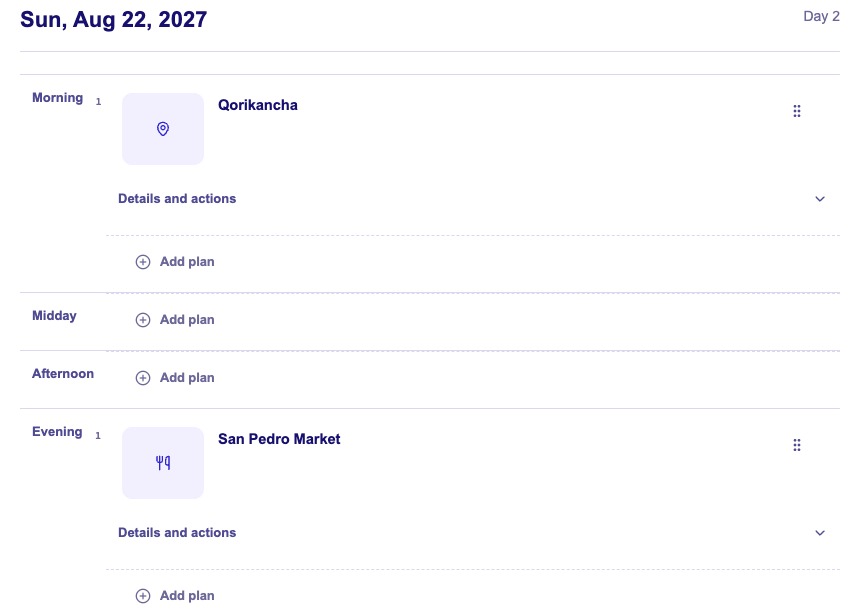 Sun, Aug 22, 2027
Day 2
Morning 1
Qorikancha
Details and actions
Add plan
Midday
Add plan
Afternoon
Add plan
Evening 1
San Pedro Market
Details and actions
Add plan